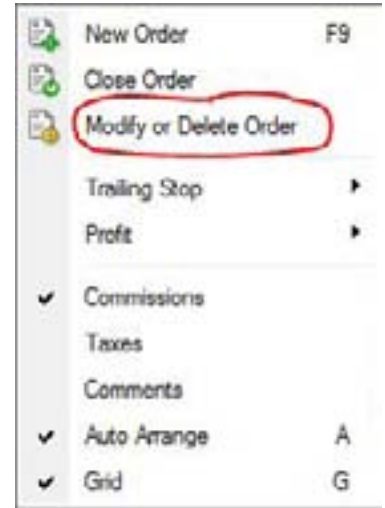 New Order F9
Close Order
Modify or Delete Order
Trailing Stop
Profit
Commissions
Taxes
Comments
Auto Arrange A
Grid G